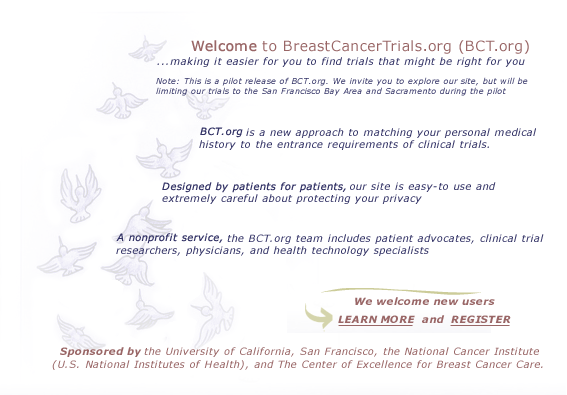 Welcome to BreastCancerTrials.org (BCT.org)
...making it easier for you to find trials that might be right for you
Note: This is a pilot release of BCT.org. We invite you to explore our site, but will be
limiting our trials to the San Francisco Bay Area and Sacramento during the pilot
BCT.org is a new approach to matching your personal medical
history to the entrance requirements of clinical trials.
Designed by patients for patients, our site is easy-to use and
extremely careful about protecting your privacy
A nonprofit service, the BCT.org team includes patient advocates, clinical trial
researchers, physicians, and health technology specialists
We welcome new users
LEARN MORE and REGISTER
Sponsored by the University of California, San Francisco, the National Cancer Institute
(U.S. National Institutes of Health), and The Center of Excellence for Breast Cancer Care.